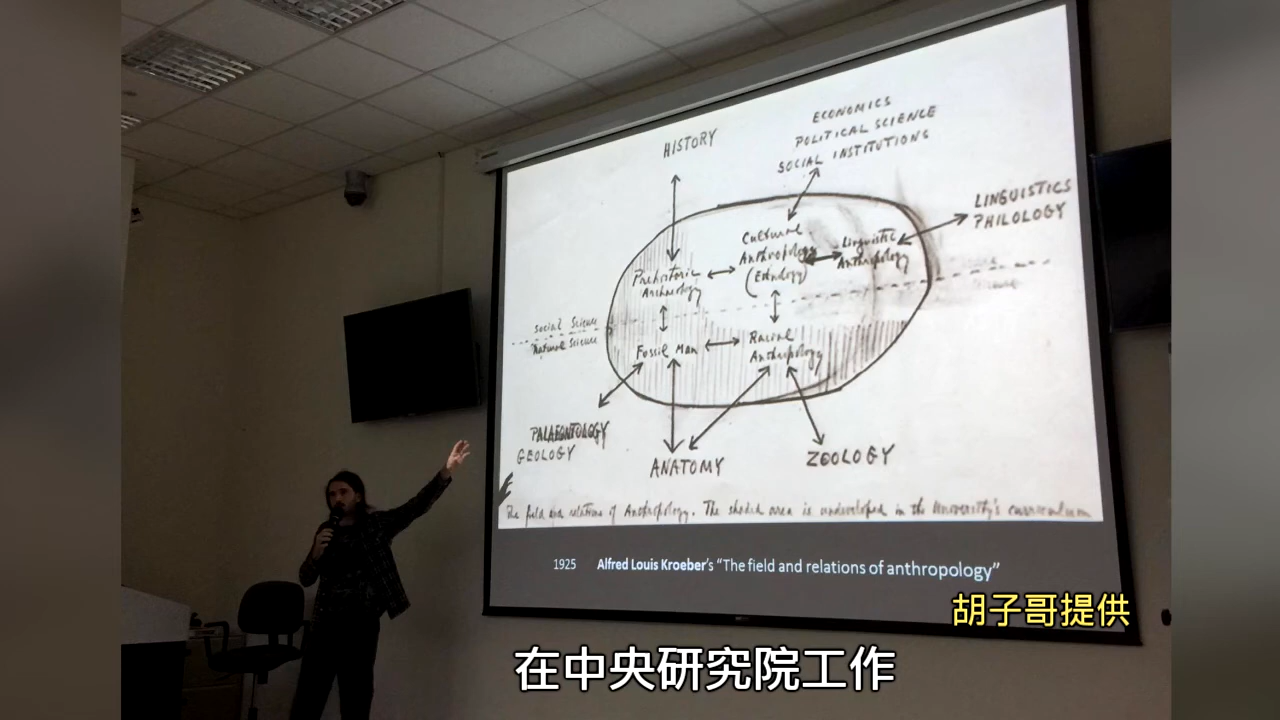 HISTORY
ECONOMICS
POLITICAL SCIENCE
SOCIAL INSTITUTIONS
LINGUISTICS
PHILOLOGY
Cultural
Anthropology
(Ethnology)
Linguistic
Anthropology
Prehistoric
Archaeology
Social Science
Natural Science
Fossil Man
Racial
Anthropology
PALAEONTOLOGY
GEOLOGY
ANATOMY
ZOOLOGY
The field and relations of Anthropology. The shaded area is undeveloped in the University's curriculum
1925 Alfred Louis Kroeber's “The field and relations of anthropology”
胡子哥提供
在中央研究院工作